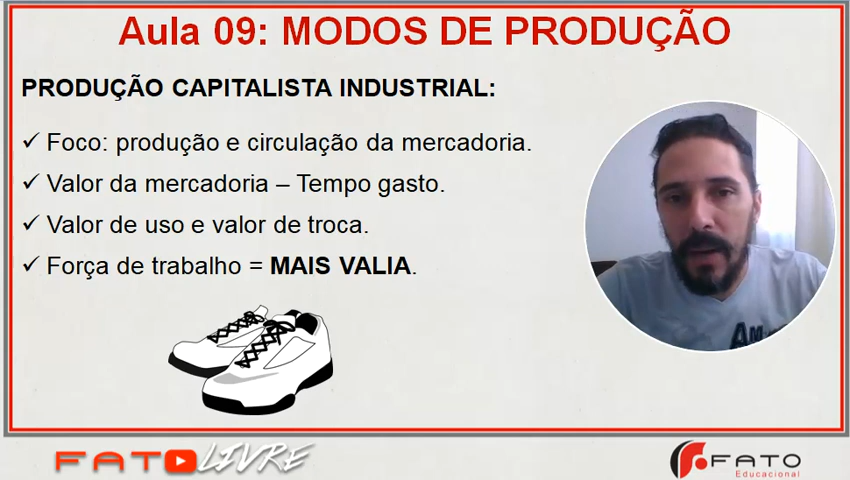 Aula 09: MODOS DE PRODUÇÃO
PRODUÇÃO CAPITALISTA INDUSTRIAL:
✓ Foco: produção e circulação da mercadoria.
✓ Valor da mercadoria – Tempo gasto.
✓ Valor de uso e valor de troca.
✓ Força de trabalho = MAIS VALIA.
FATO LIVRE
FATO
Educacional